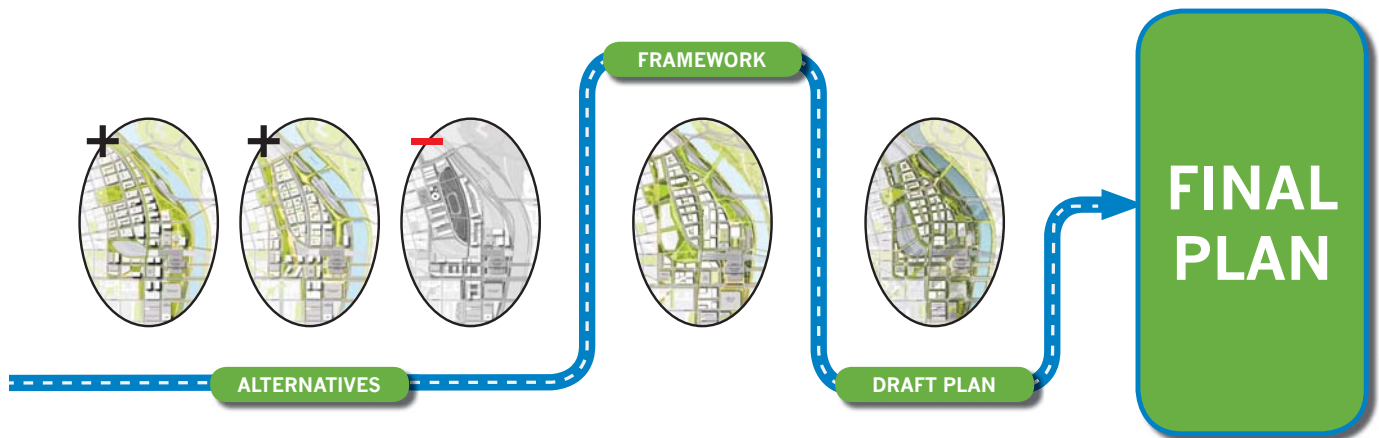 FRAMEWORK
ALTERNATIVES
DRAFT PLAN
FINAL
PLAN